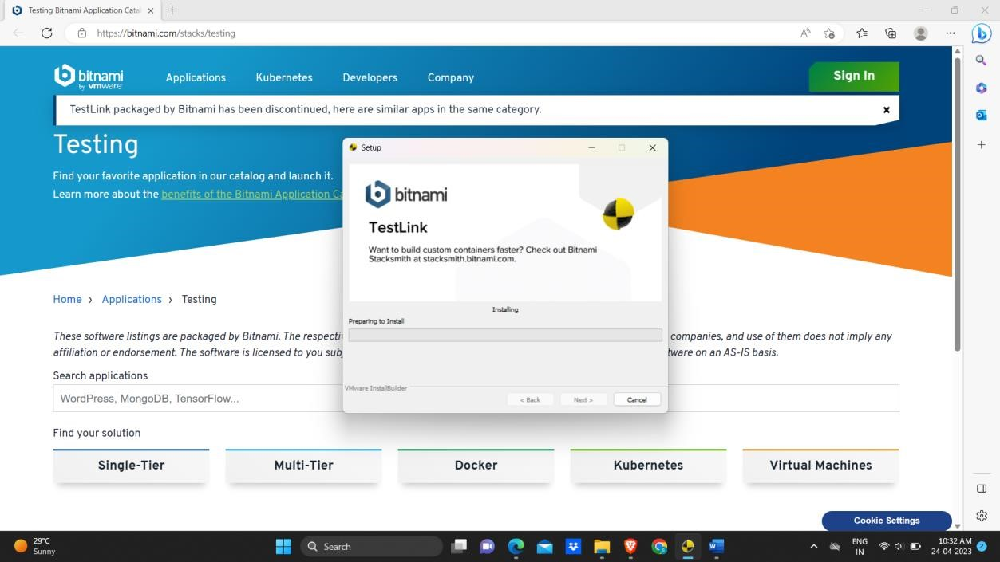 Testing Bitnami Application Cata
https://bitnami.com/stacks/testing
bitnami
by vmware
Applications
Kubernetes
Developers
Company
Sign In
TestLink packaged by Bitnami has been discontinued, here are similar apps in the same category.
Testing
Find your favorite application in our catalog and launch it.
Learn more about the benefits of the Bitnami Application Ca
Setup
bitnami
TestLink
Want to build custom containers faster? Check out Bitnami
Stacksmith at stacksmith.bitnami.com.
Installing
Preparing to Install
VMware InstallBuilder
< Back
Next >
Cancel
Home › Applications › Testing
These software listings are packaged by Bitnami. The respecti companies, and use of them does not imply any
affiliation or endorsement. The software is licensed to you sub tware on an AS-IS basis.
Search applications
WordPress, MongoDB, TensorFlow...
Find your solution
Single-Tier
Multi-Tier
Docker
Kubernetes
Virtual Machines
Cookie Settings
29°C
Sunny
Search
ENG
IN
10:32 AM
24-04-2023
2